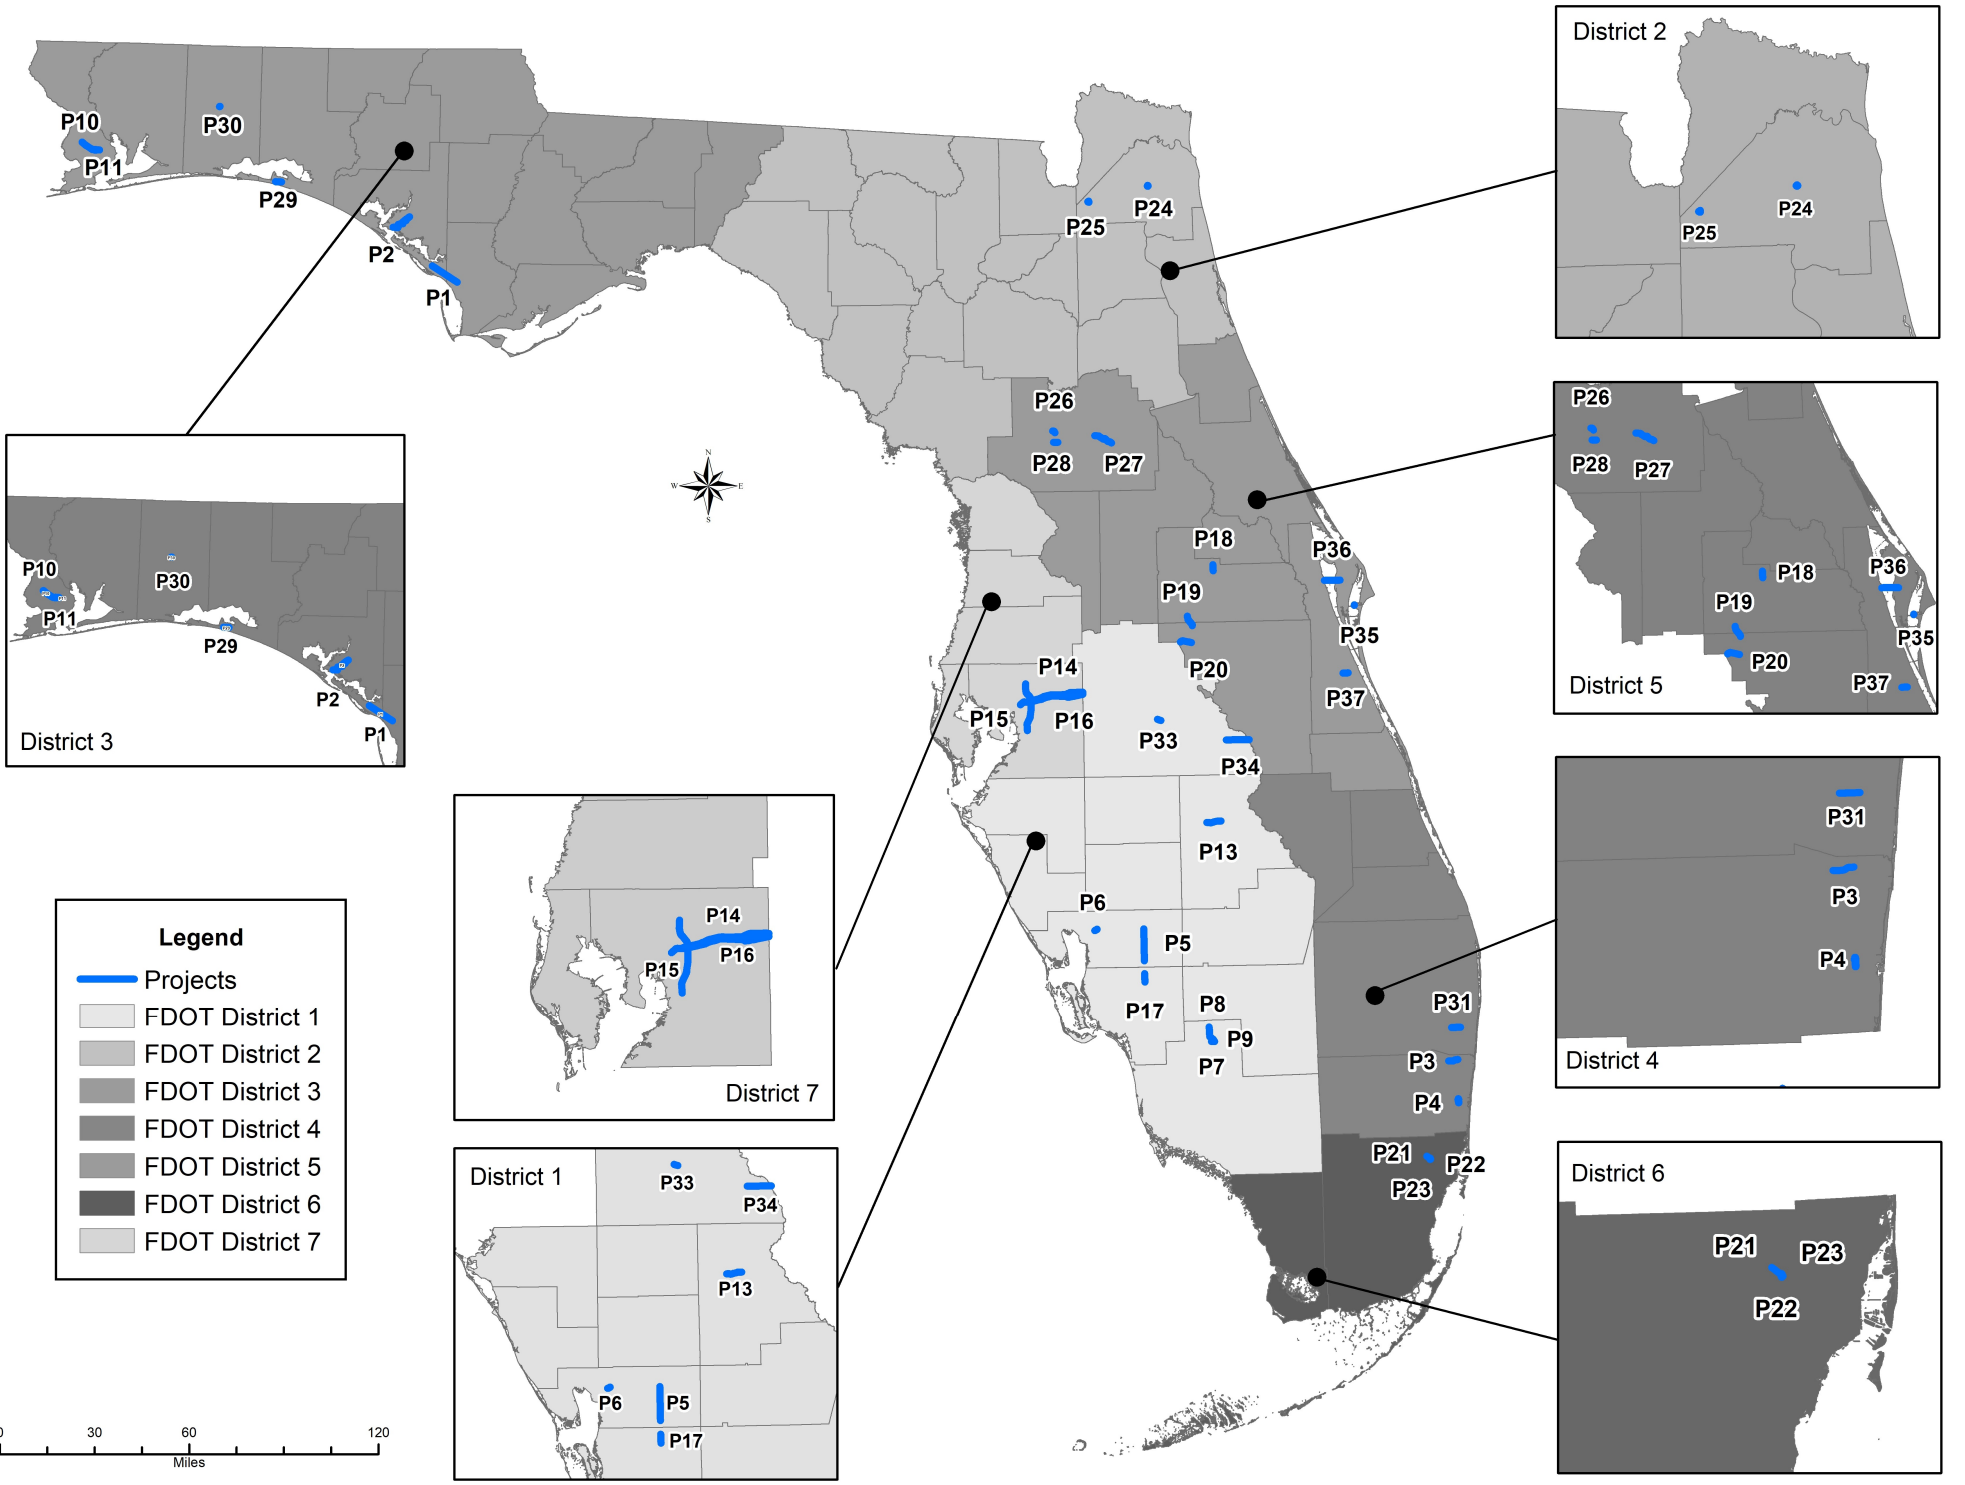 District 2
P24
P25
P10
P11
P30
P29
P2
P1
P25
P24
P26
P28
P27
P18
P19
P20
P36
P35
P37
N
W
E
S
P26
P28
P27
P18
P19
P20
P36
P35
P37
District 5
P10
P11
P30
P29
P2
P1
District 3
P14
P15
P16
P33
P34
P13
P6
P5
P17
P8
P9
P7
P31
P3
P4
P21
P22
P23
P31
P3
P4
District 4
P14
P15
P16
District 7
Legend
Projects
FDOT District 1
FDOT District 2
FDOT District 3
FDOT District 4
FDOT District 5
FDOT District 6
FDOT District 7
District 1
P33
P34
P13
P6
P5
P17
District 6
P21
P23
P22
0 30 60 120
Miles